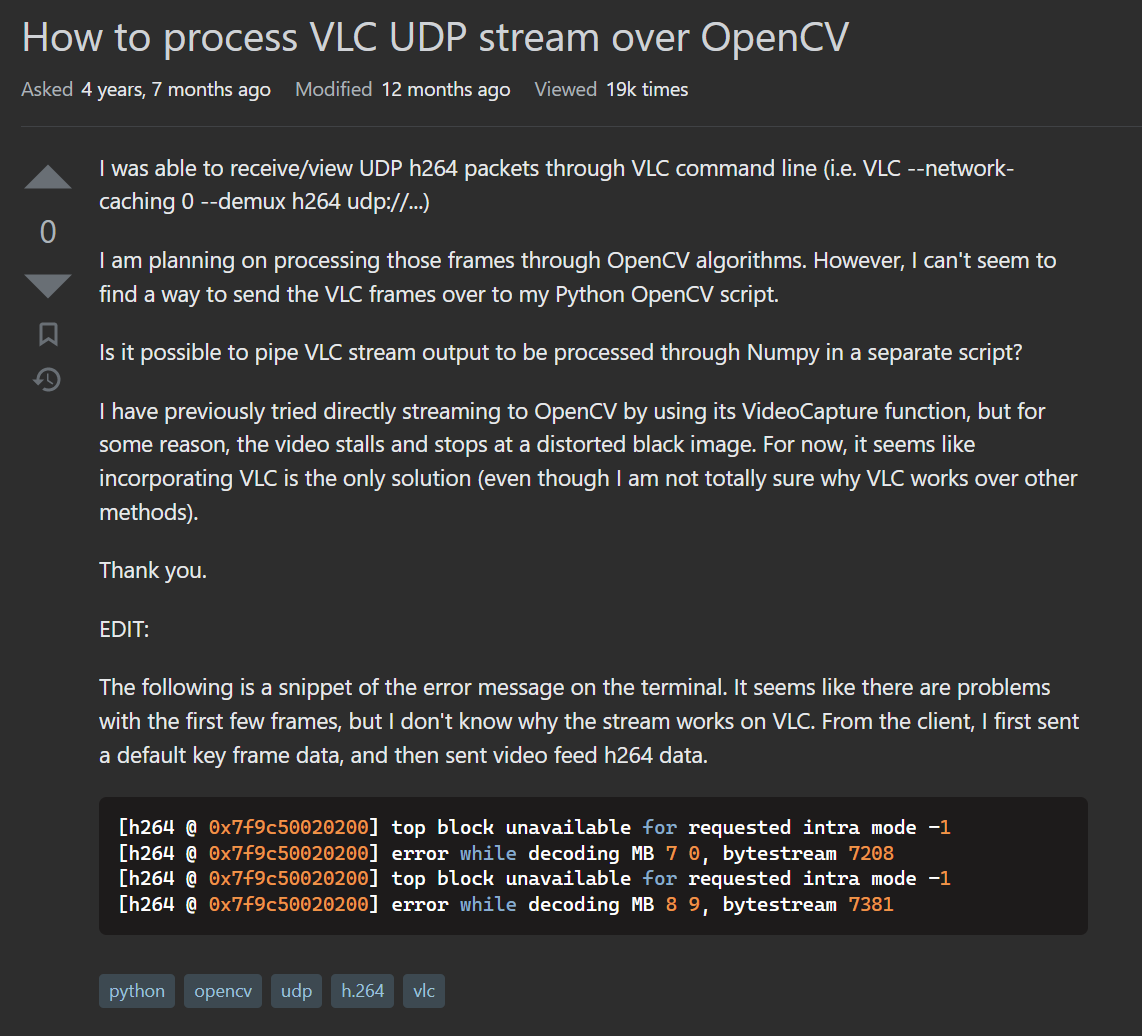 How to process VLC UDP stream over OpenCV
Asked 4 years, 7 months ago Modified 12 months ago Viewed 19k times
I was able to receive/view UDP h264 packets through VLC command line (i.e. VLC --network-
caching 0 --demux h264 udp://...)
0
I am planning on processing those frames through OpenCV algorithms. However, I can't seem to
find a way to send the VLC frames over to my Python OpenCV script.
Is it possible to pipe VLC stream output to be processed through Numpy in a separate script?
I have previously tried directly streaming to OpenCV by using its VideoCapture function, but for
some reason, the video stalls and stops at a distorted black image. For now, it seems like
incorporating VLC is the only solution (even though I am not totally sure why VLC works over other
methods).
Thank you.
EDIT:
The following is a snippet of the error message on the terminal. It seems like there are problems
with the first few frames, but I don't know why the stream works on VLC. From the client, I first sent
a default key frame data, and then sent video feed h264 data.
[h264 @ 0x7f9c50020200] top block unavailable for requested intra mode -1
[h264 @ 0x7f9c50020200] error while decoding MB 7 0, bytestream 7208
[h264 @ 0x7f9c50020200] top block unavailable for requested intra mode -1
[h264 @ 0x7f9c50020200] error while decoding MB 8 9, bytestream 7381
python opencv udp h.264 vlc